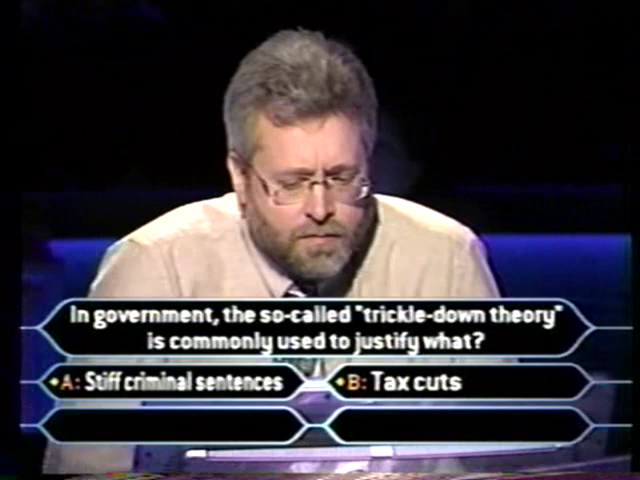 In government, the so-called "trickle-down theory"
is commonly used to justify what?
A: Stiff criminal sentences
B: Tax cuts